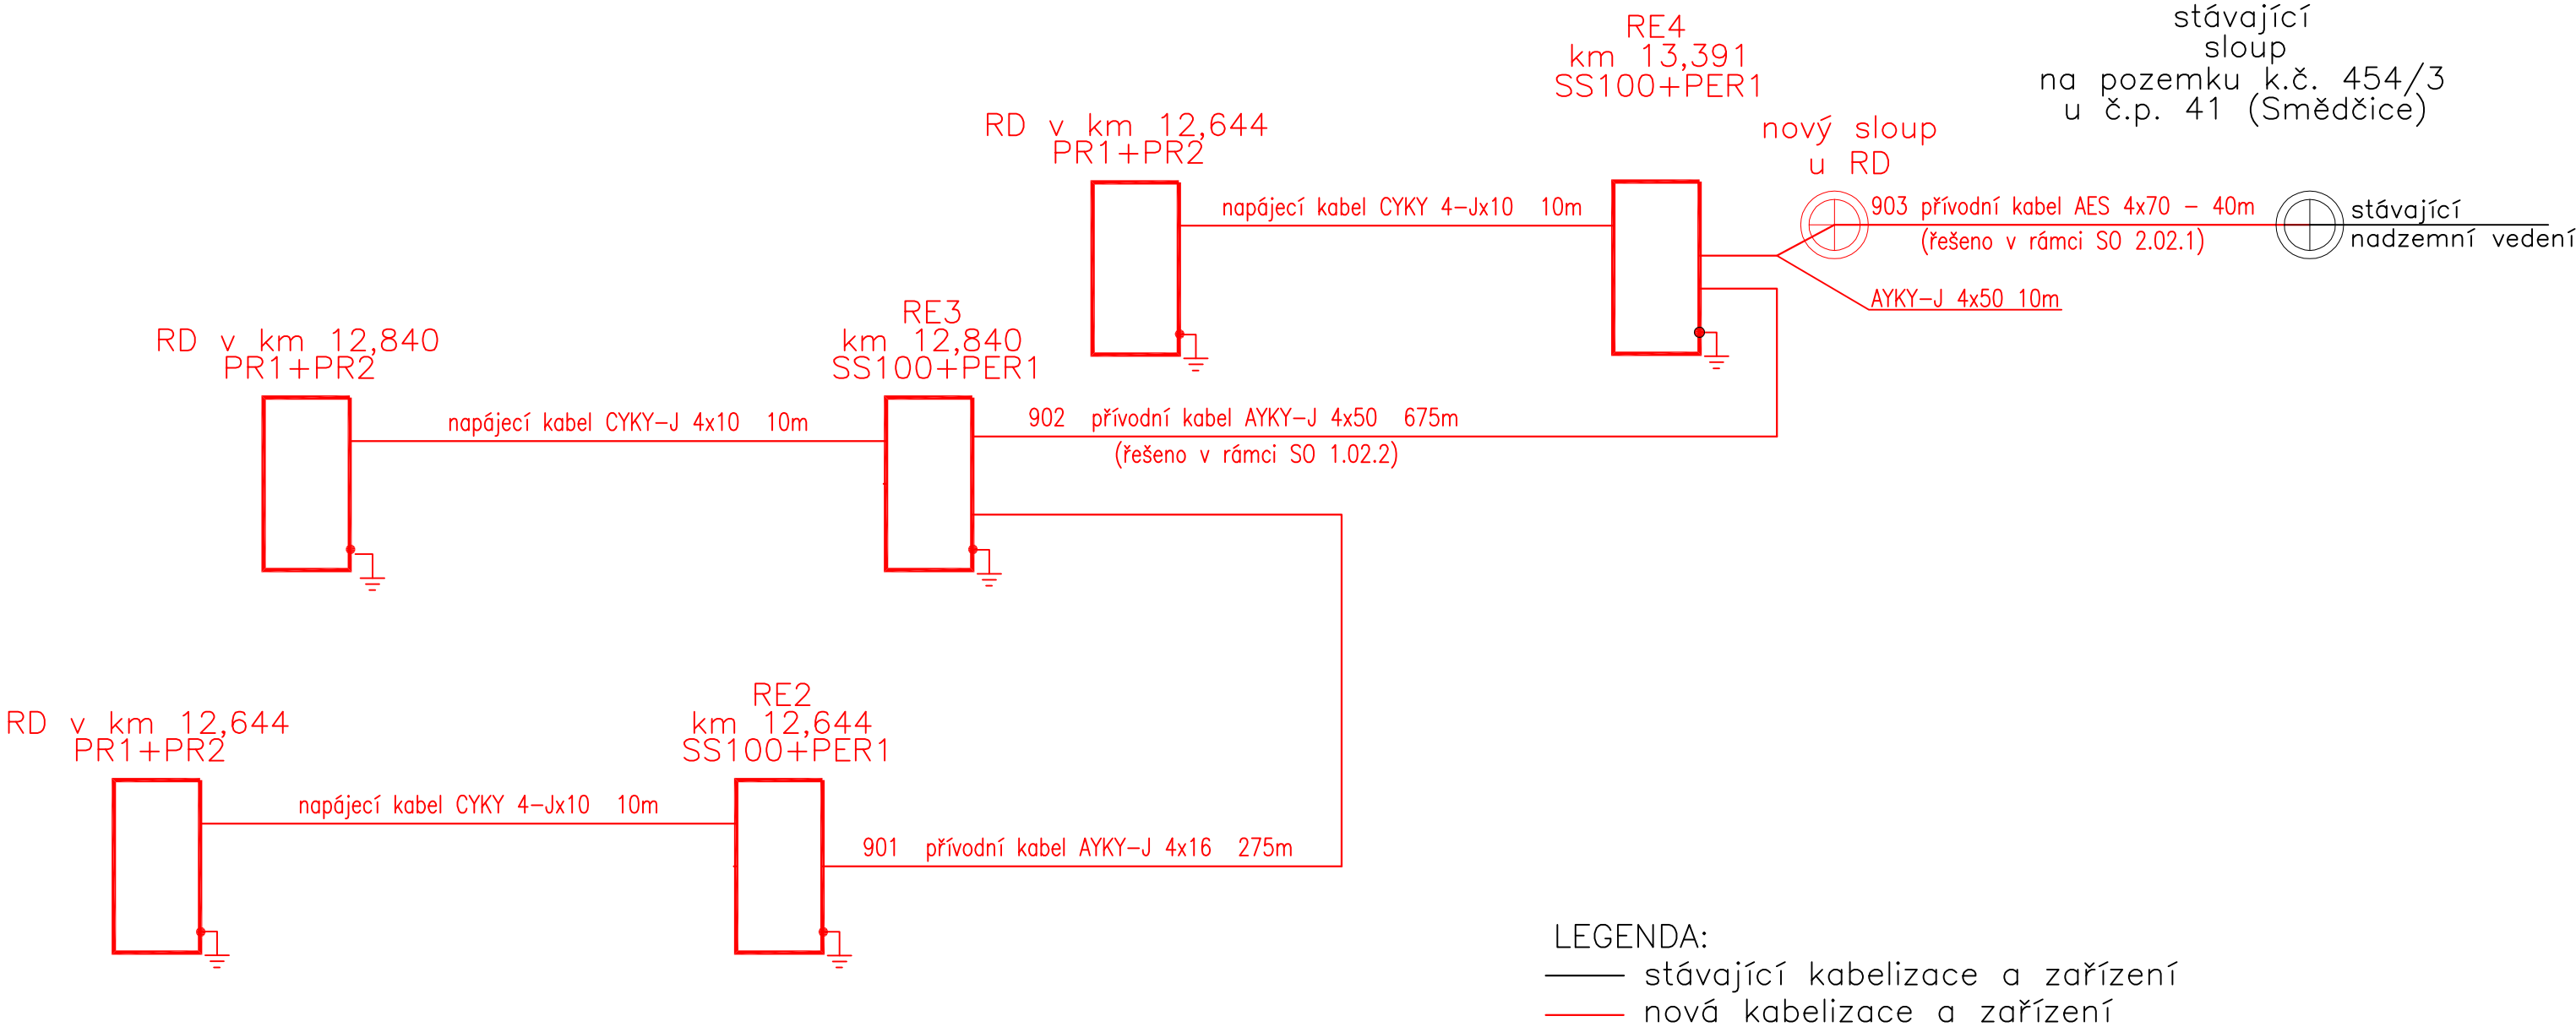 stávající
sloup
na pozemku k.č. 454/3
u č.p. 41 (Smědčice)
RE4
km 13,391
SS100+PER1
RD v km 12,644
PR1+PR2
nový sloup
u RD
napájecí kabel CYKY 4-Jx10 10m
903 přívodní kabel AES 4x70 - 40m
(řešeno v rámci SO 2.02.1)
stávající
nadzemní vedení
AYKY-J 4x50 10m
RE3
km 12,840
SS100+PER1
RD v km 12,840
PR1+PR2
napájecí kabel CYKY-J 4x10 10m
902 přívodní kabel AYKY-J 4x50 675m
(řešeno v rámci SO 1.02.2)
RE2
km 12,644
SS100+PER1
RD v km 12,644
PR1+PR2
napájecí kabel CYKY 4-Jx10 10m
901 přívodní kabel AYKY-J 4x16 275m
LEGENDA:
stávající kabelizace a zařízení
nová kabelizace a zařízení